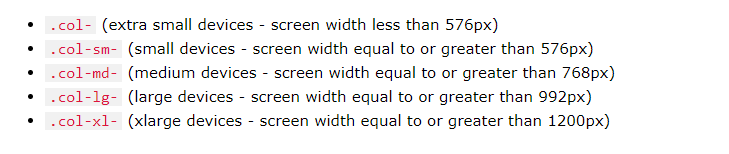 .col- (extra small devices - screen width less than 576px)
.col-sm- (small devices - screen width equal to or greater than 576px)
.col-md- (medium devices - screen width equal to or greater than 768px)
.col-lg- (large devices - screen width equal to or greater than 992px)
.col-xl- (xlarge devices - screen width equal to or greater than 1200px)